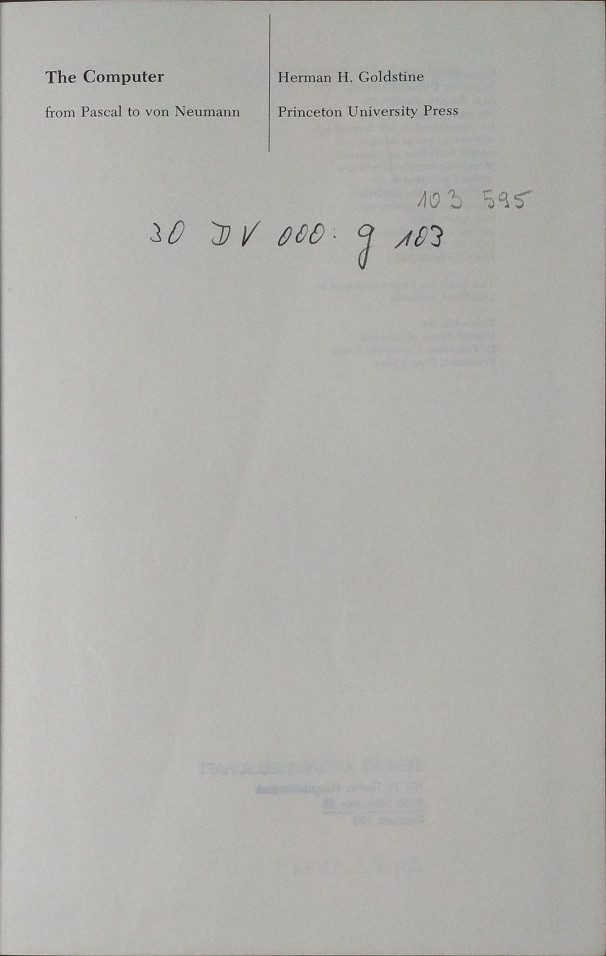 The Computer
from Pascal to von Neumann
Herman H. Goldstine
Princeton University Press
103 595
30 DV 000: g 103